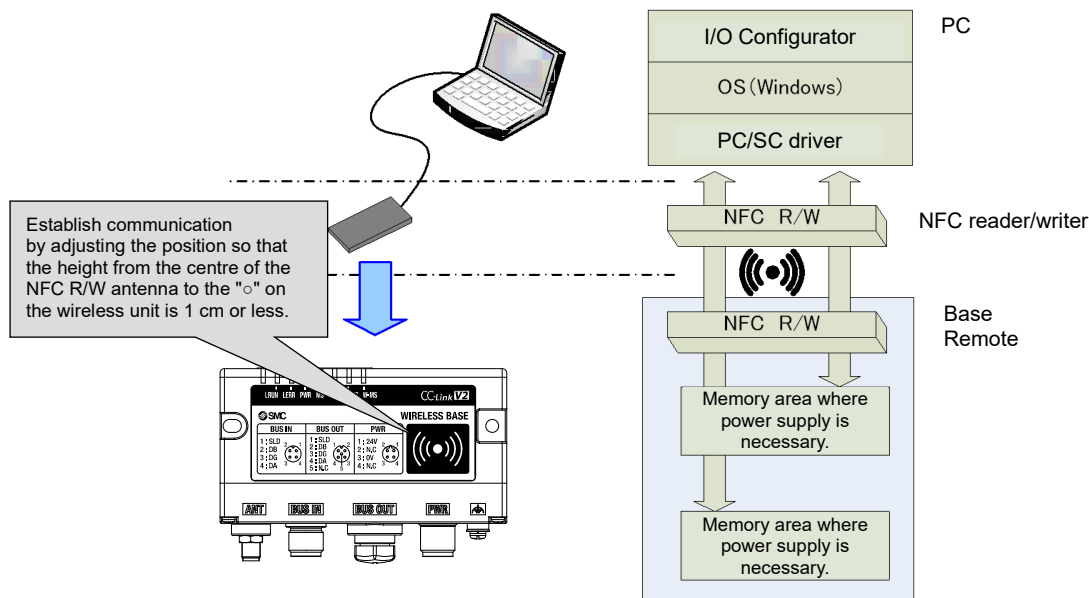 I/O Configurator
PC
OS(Windows)
PC/SC driver
Establish communication
by adjusting the position so that
the height from the centre of the
NFC R/W antenna to the "○" on
the wireless unit is 1 cm or less.
NFC R/W
NFC reader/writer
NFC R/W
Base
Remote
LRUN LERR PWR
CC-Link V2
SMC
WIRELESS BASE
BUS IN
BUS OUT
PWR
1:SLD
2:DB
3:DG
4:DA
1:SLD
2:DB
3:DG
4:DA
5:N.C
1:24V
2:N.C
3:0V
4:N.C
ANT
BUS IN
BUS OUT
PWR
Memory area where
power supply is
necessary.
Memory area where
power supply is
necessary.